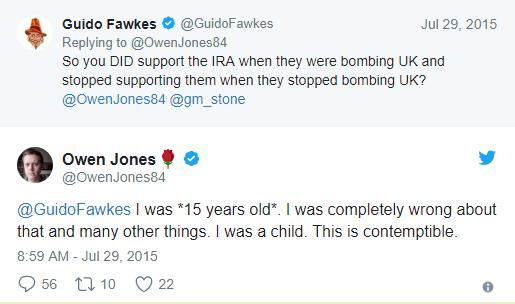 Guido Fawkes @GuidoFawkes Jul 29, 2015
Replying to @OwenJones84
So you DID support the IRA when they were bombing UK and
stopped supporting them when they stopped bombing UK?
@OwenJones84 @gm_stone
Owen Jones🌹
@OwenJones84
@GuidoFawkes I was *15 years old*. I was completely wrong about
that and many other things. I was a child. This is contemptible.
8:59 AM - Jul 29, 2015
56 10 22